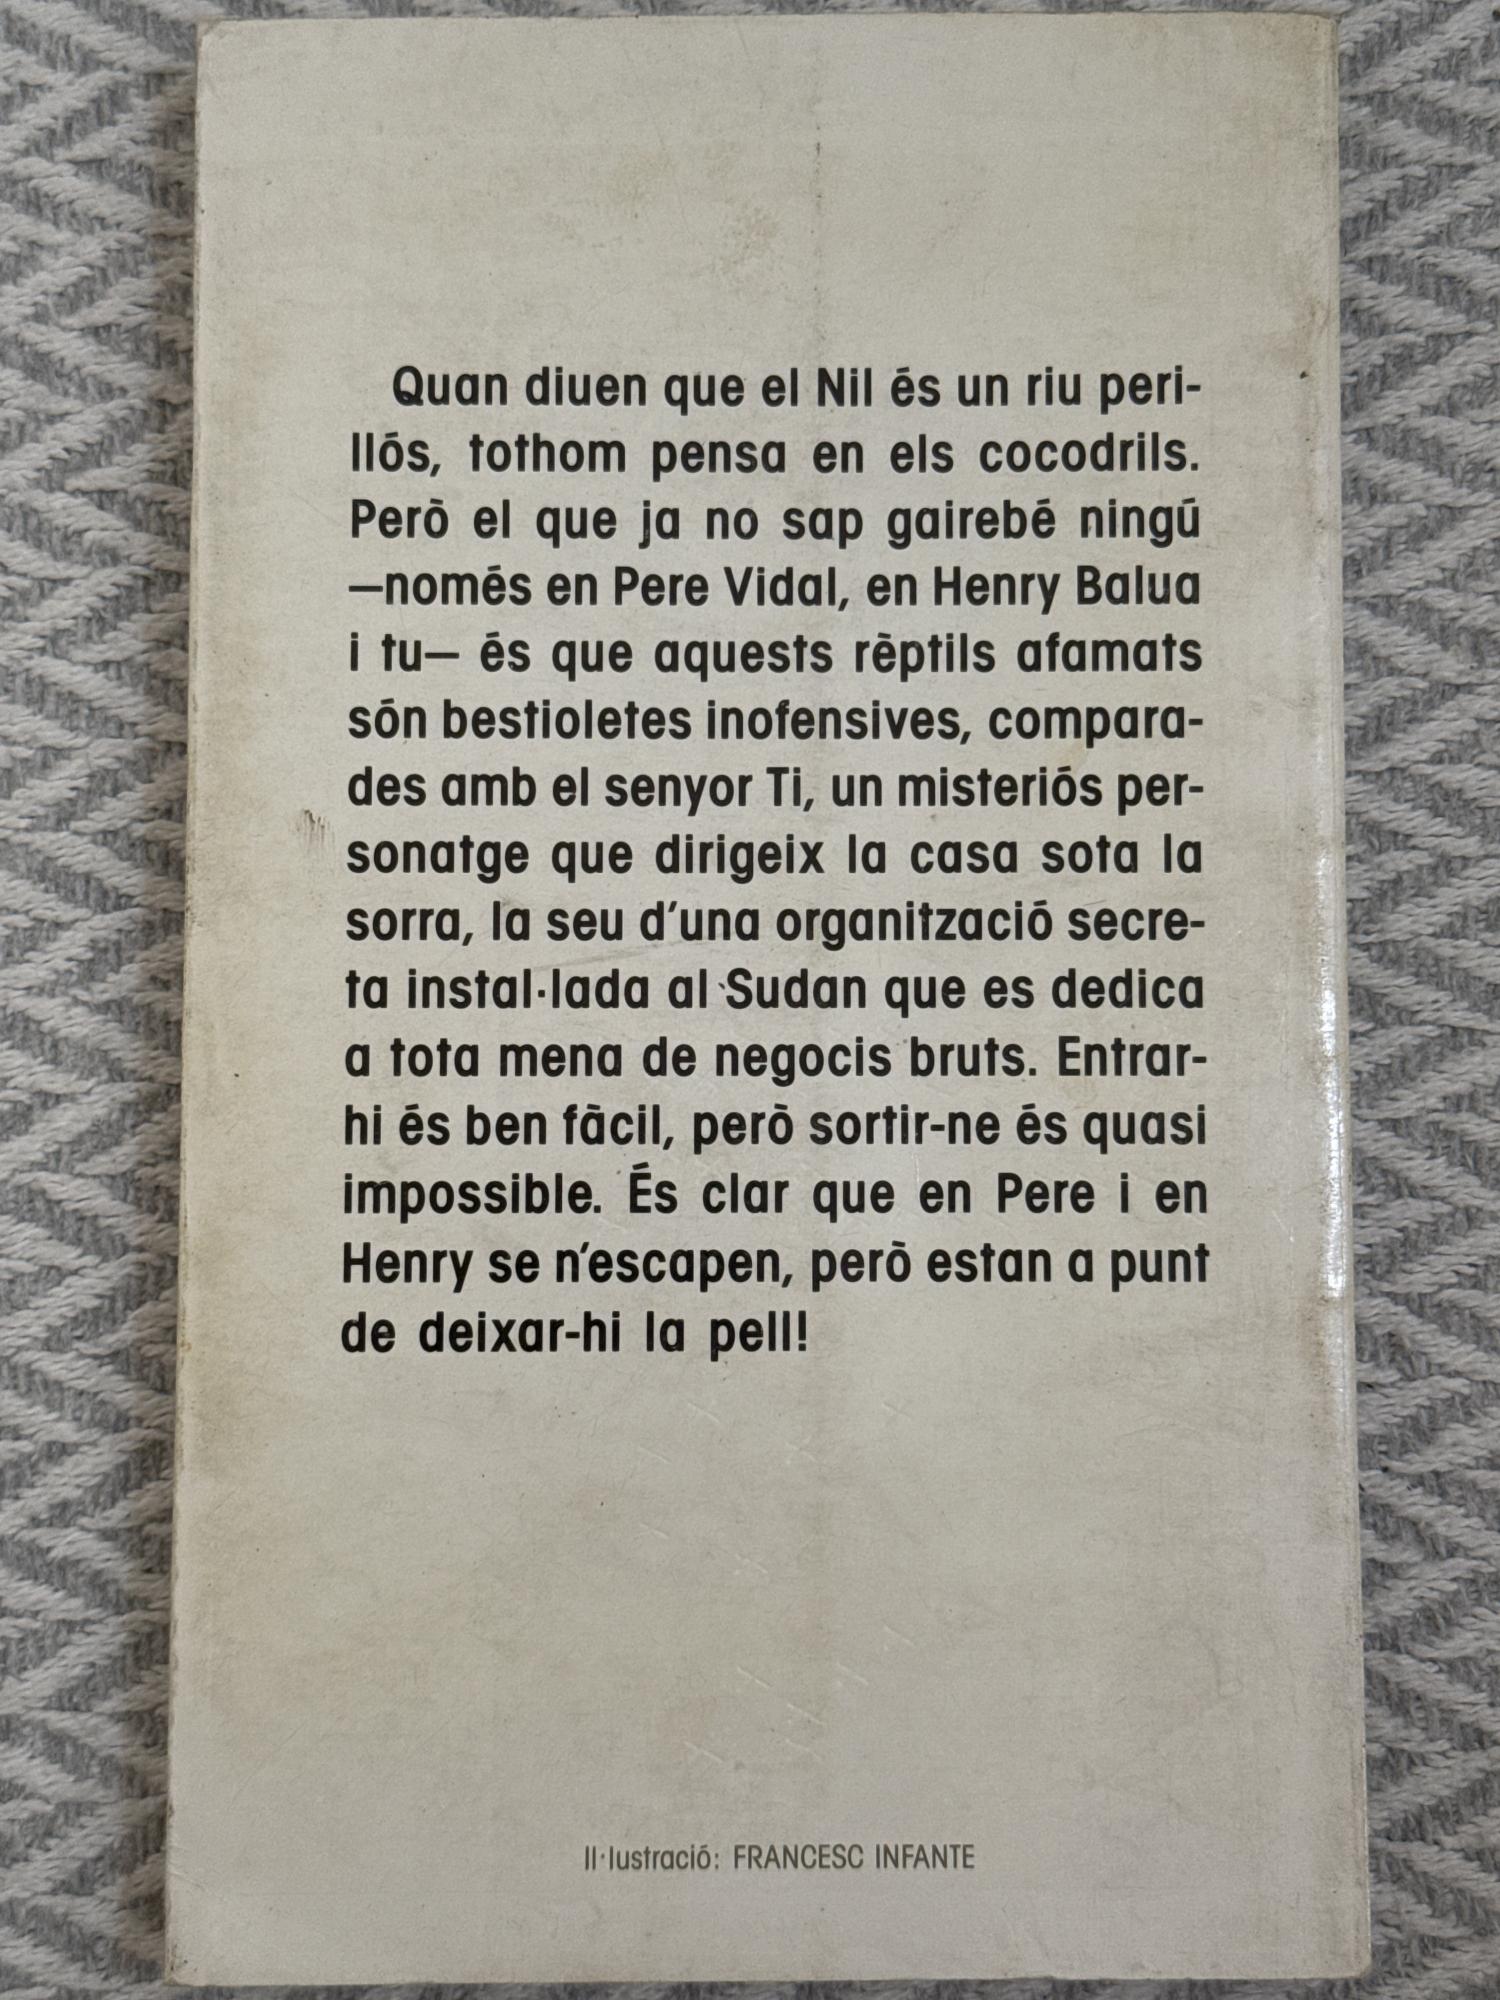 Quan diuen que el Nil és un riu peri-
llós, tothom pensa en els cocodrils.
Però el que ja no sap gairebé ningú
—només en Pere Vidal, en Henry Balua
i tu— és que aquests rèptils afamats
són bestioletes inofensives, compara-
des amb el senyor Ti, un misteriós per-
sonatge que dirigeix la casa sota la
sorra, la seu d'una organització secre-
ta instal·lada al Sudan que es dedica
a tota mena de negocis bruts. Entrar-
hi és ben fàcil, però sortir-ne és quasi
impossible. És clar que en Pere i en
Henry se n'escapen, però estan a punt
de deixar-hi la pell!
Il·lustració: FRANCESC INFANTE